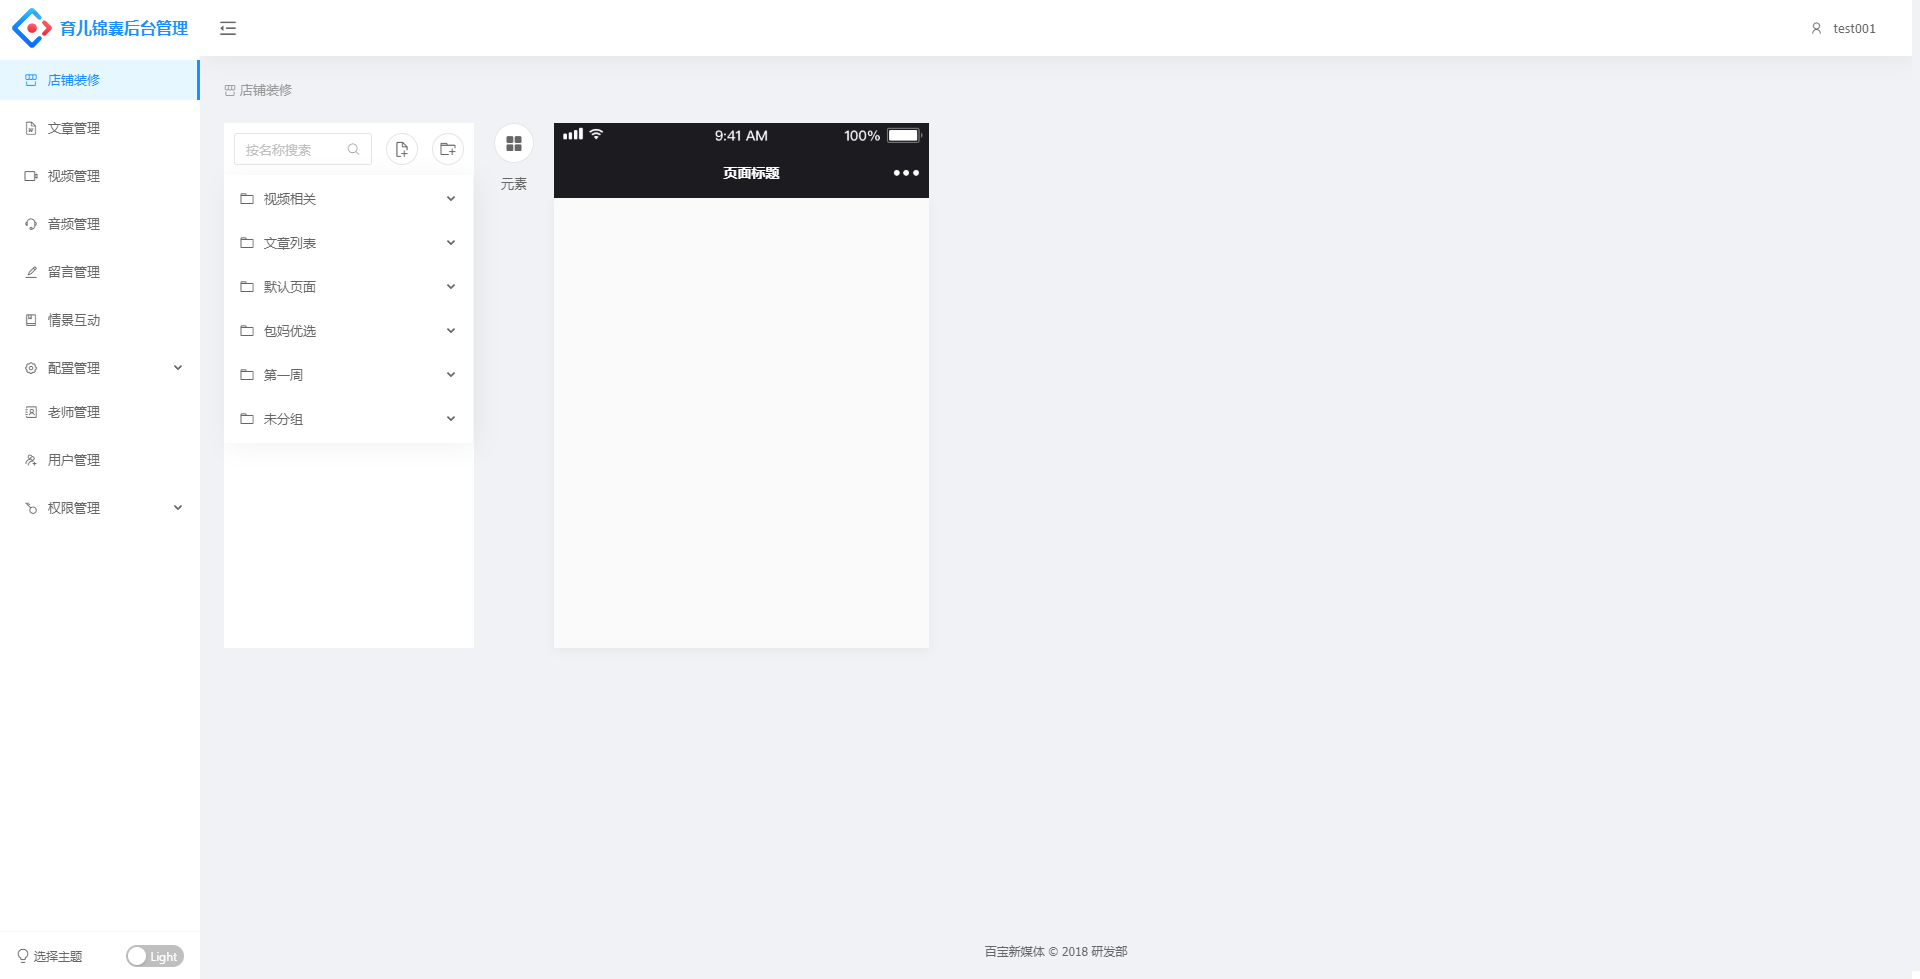 育儿锦囊后台管理
test001
店铺装修
文章管理
视频管理
音频管理
留言管理
情景互动
配置管理
老师管理
用户管理
权限管理
选择主题
Light
店铺装修
按名称搜索
视频相关
文章列表
默认页面
包妈优选
第一周
未分组
元素
9:41 AM
100%
页面标题
百宝新媒体 © 2018 研发部